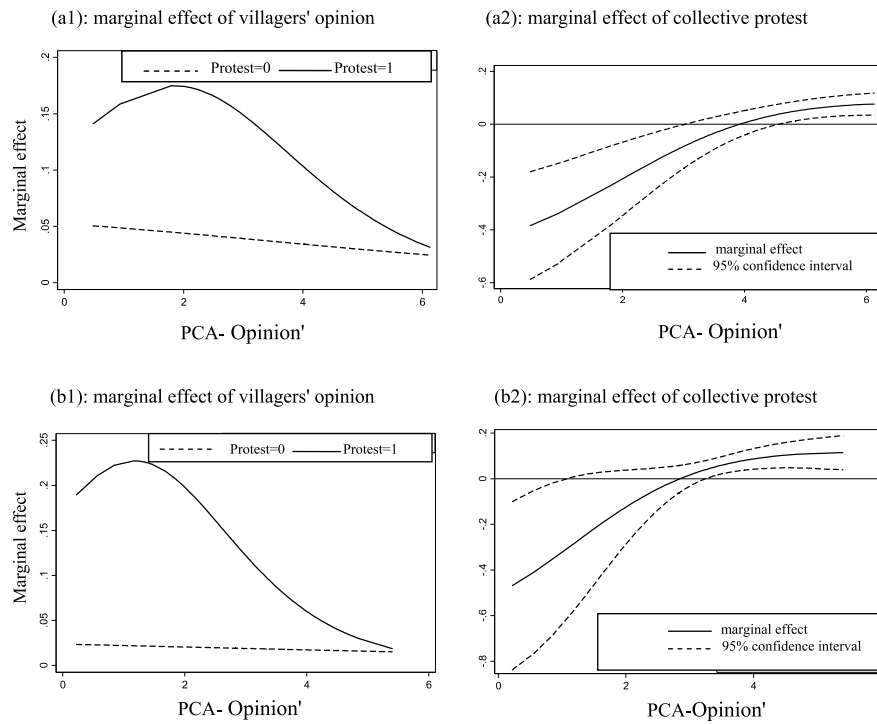 (a1): marginal effect of villagers' opinion
(a2): marginal effect of collective protest
Protest=0 Protest=1
Marginal effect
.2
.15
.1
.05
0
0 2 4 6
PCA- Opinion'
.2
0
-.2
-.4
-.6
marginal effect
95% confidence interval
0 2 4 6
PCA- Opinion'
(b1): marginal effect of villagers' opinion
(b2): marginal effect of collective protest
Protest=0 Protest=1
Marginal effect
.25
.2
.15
.1
.05
0
0 2 4 6
PCA- Opinion'
.2
0
-.2
-.4
-.6
-.8
marginal effect
95% confidence interval
0 2 4 6
PCA- Opinion'